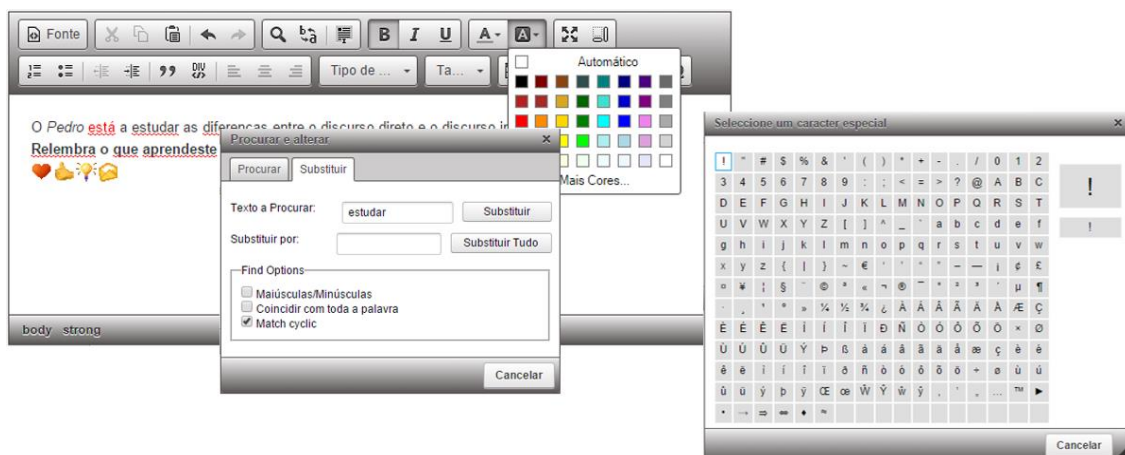 Fonte
B I U A A
Automático
Tipo de ... Ta...
O Pedro está a estudar as diferenças entre o discurso direto e o discurso
Relembra o que aprendeste
Mais Cores...
body strong
Procurar e alterar ×
Procurar Substituir
Texto a Procurar: estudar Substituir
Substituir por: Substituir Tudo
Find Options
Maiúsculas/Minúsculas
Coincidir com toda a palavra
Match cyclic
Cancelar
Seleccione um caracter especial ×
! " # $ % & ' ( ) * + - . / 0 1 2
3 4 5 6 7 8 9 : ; < = > ? @ A B C
D E F G H I J K L M N O P Q R S T
U V W X Y Z [ ] ^ _ ` a b c d e f
g h i j k l m n o p q r s t u v w
x y z { | } ~ € ‘ ’ “ ” – — ¡ ¢ £
¤ ¥ ¦ § ¨ © ª « ¬ ® ¯ ° ² ³ ´ µ ¶
· ¸ ¹ º » ¼ ½ ¾ ¿ À Á Â Ã Ä Å Æ Ç
È É Ê Ë Ì Í Î Ï Ð Ñ Ò Ó Ô Õ Ö × Ø
Ù Ú Û Ü Ý Þ ß à á â ã ä å æ ç è é
ê ë ì í î ï ð ñ ò ó ô õ ö ÷ ø ù ú
û ü ý þ ÿ Œ œ Ŵ Ŷ ŵ ŷ ‚ ‛ „ … ™ ►
• → ⇒ ⇔ ♦ ≈
!
!
Cancelar